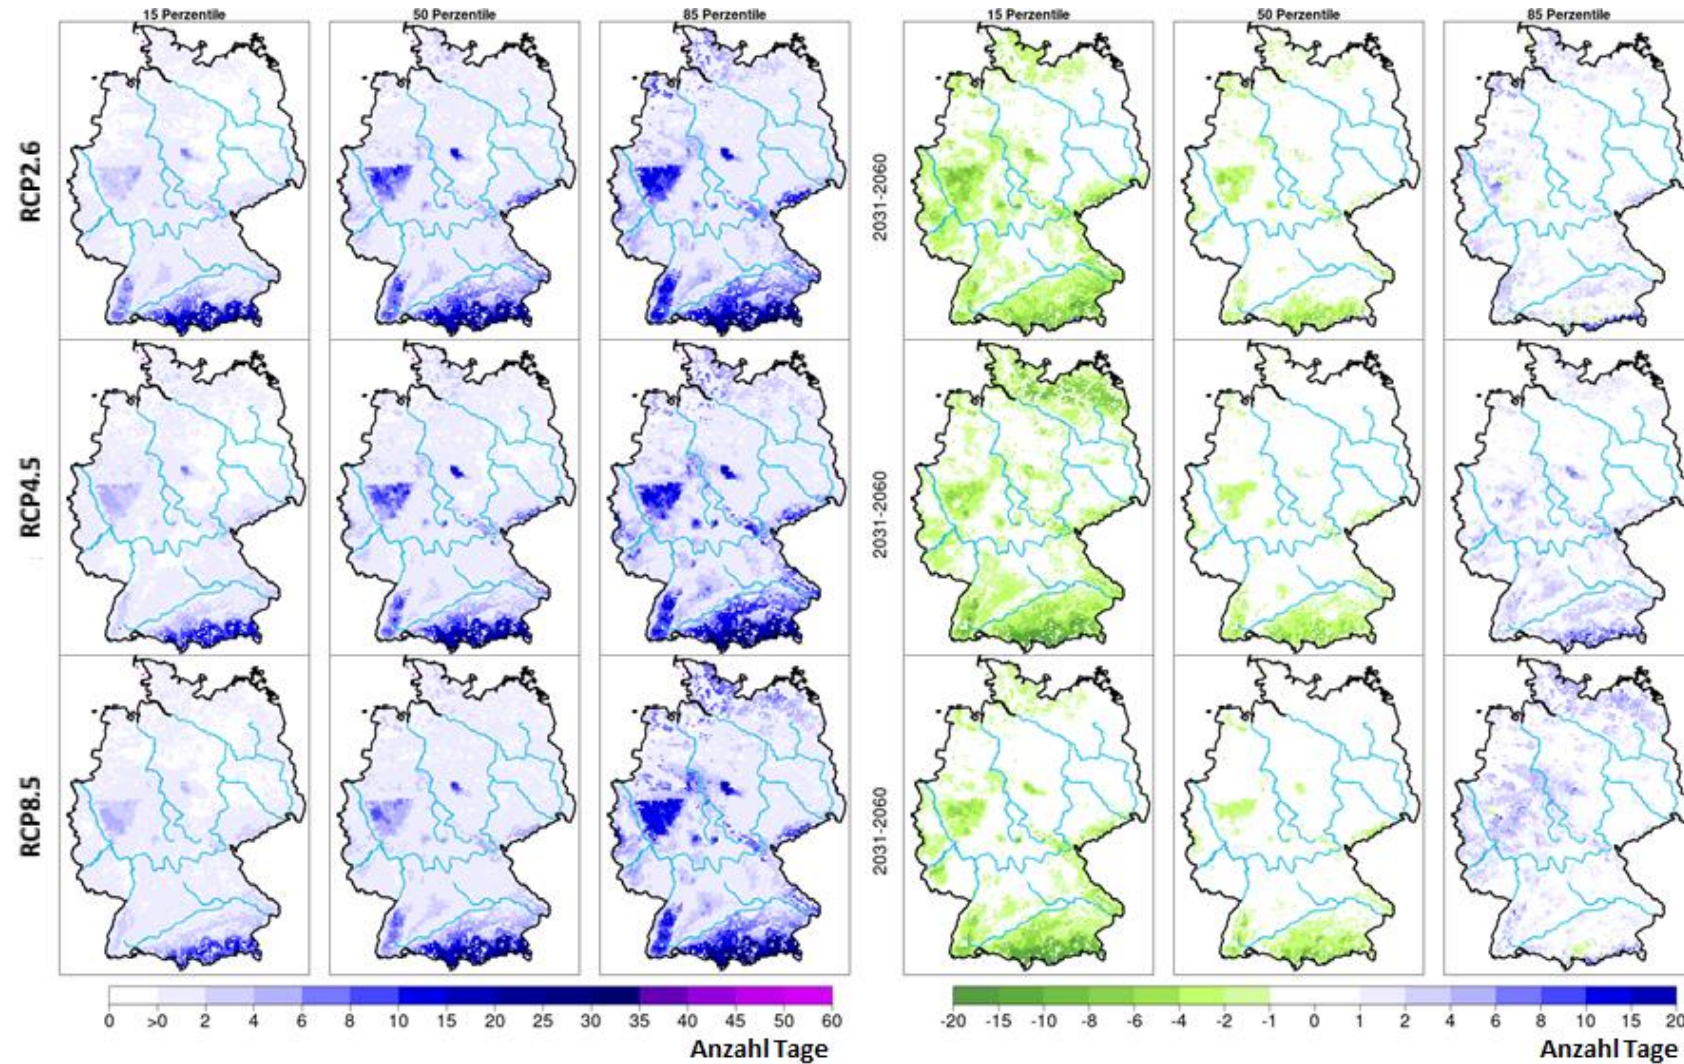 15 Perzentile 50 Perzentile 85 Perzentile 15 Perzentile 50 Perzentile 85 Perzentile
RCP2.6
2031-2060
RCP4.5
2031-2060
RCP8.5
2031-2060
0 >0 2 4 6 8 10 15 20 25 30 35 40 45 50 60
Anzahl Tage
-20 -15 -10 -8 -6 -4 -2 -1 0 1 2 4 6 8 10 15 20
Anzahl Tage